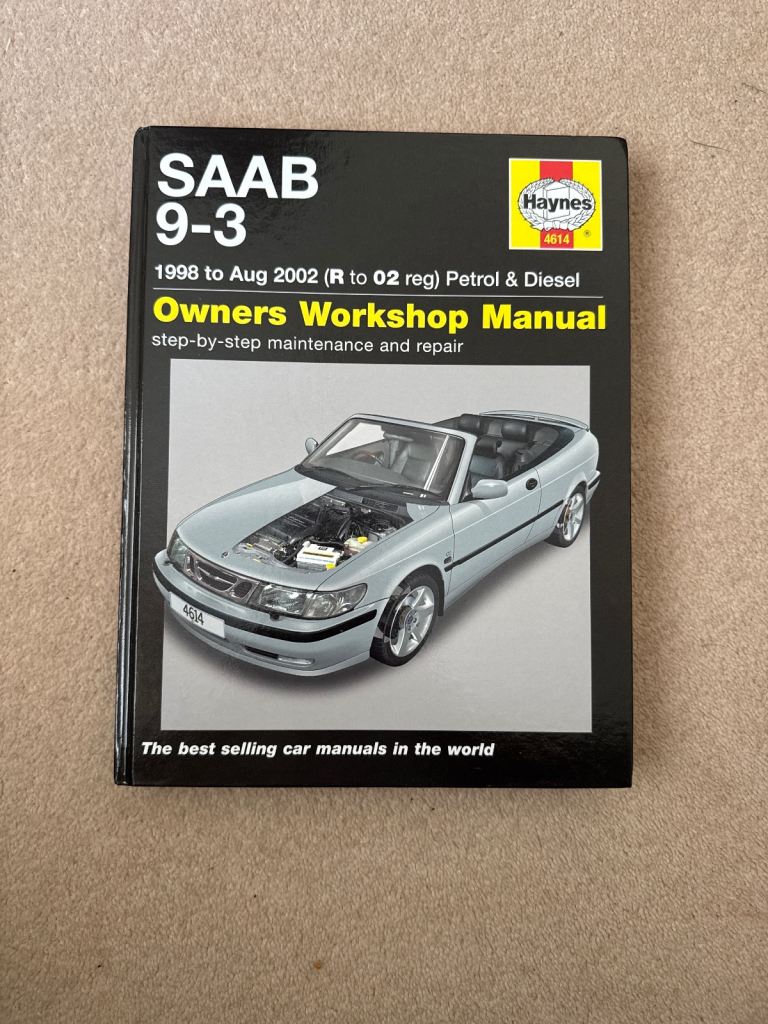 SAAB
9-3
Haynes
4614
®
1998 to Aug 2002 (R to 02 reg) Petrol & Diesel
Owners Workshop Manual
step-by-step maintenance and repair
4614
The best selling car manuals in the world